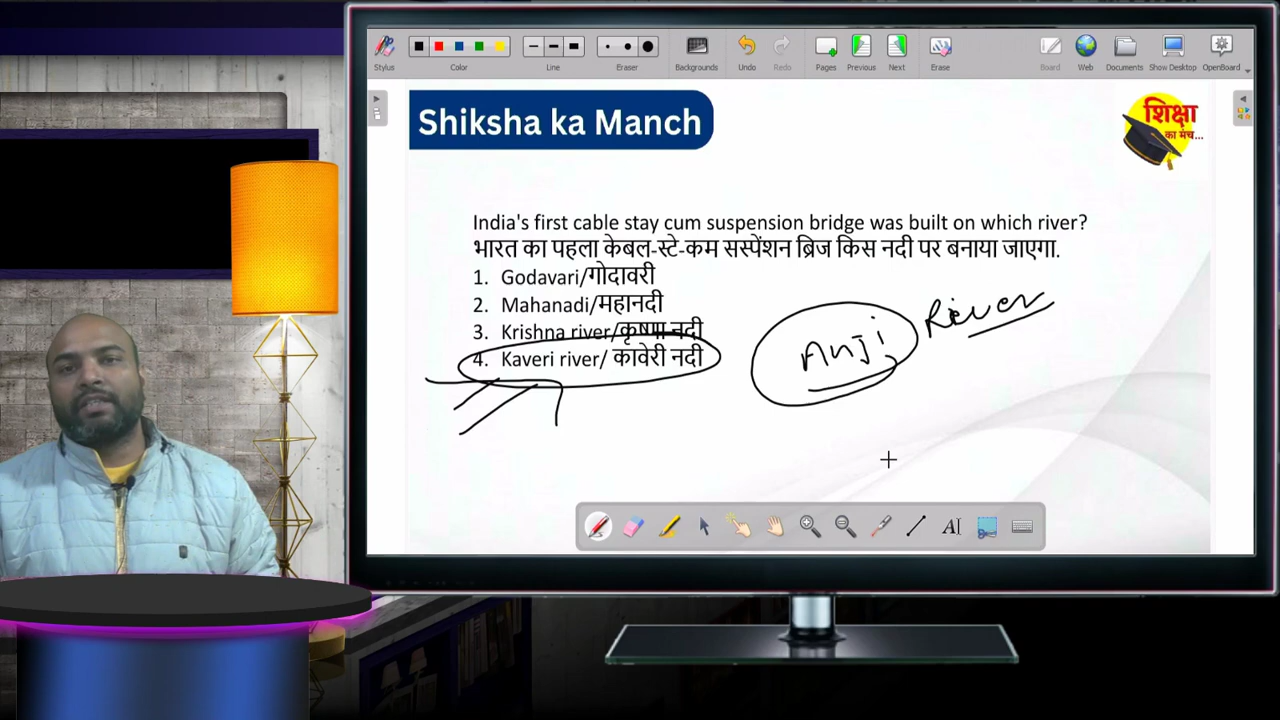 Stylus
Color
Line
Eraser
Backgrounds
Undo
Redo
Pages
Previous
Next
Erase
Board
Web
Documents
Show Desktop
OpenBoard
Shiksha ka Manch
शिक्षा
का मंच...
India's first cable stay cum suspension bridge was built on which river?
भारत का पहला केबल-स्टे-कम सस्पेंशन ब्रिज किस नदी पर बनाया जाएगा.
1. Godavari/गोदावरी
2. Mahanadi/महानदी
3. Krishna river/कृष्णा नदी
4. Kaveri river/ कावेरी नदी
Anji River
AI